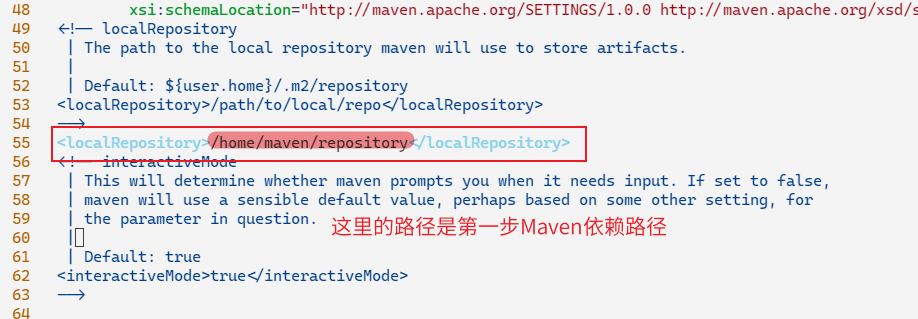 48 xsi:schemaLocation="http://maven.apache.org/SETTINGS/1.0.0 http://maven.apache.org/xsd/s
49 <!-- localRepository
50 | The path to the local repository maven will use to store artifacts.
51 |
52 | Default: ${user.home}/.m2/repository
53 <localRepository>/path/to/local/repo</localRepository>
54 -->
55 <localRepository>/home/maven/repository</localRepository>
56 <!-- interactiveMode
57 | This will determine whether maven prompts you when it needs input. If set to false,
58 | maven will use a sensible default value, perhaps based on some other setting, for
59 | the parameter in question.
这里的路径是第一步Maven依赖路径
60 |
61 | Default: true
62 <interactiveMode>true</interactiveMode>
63 -->
64